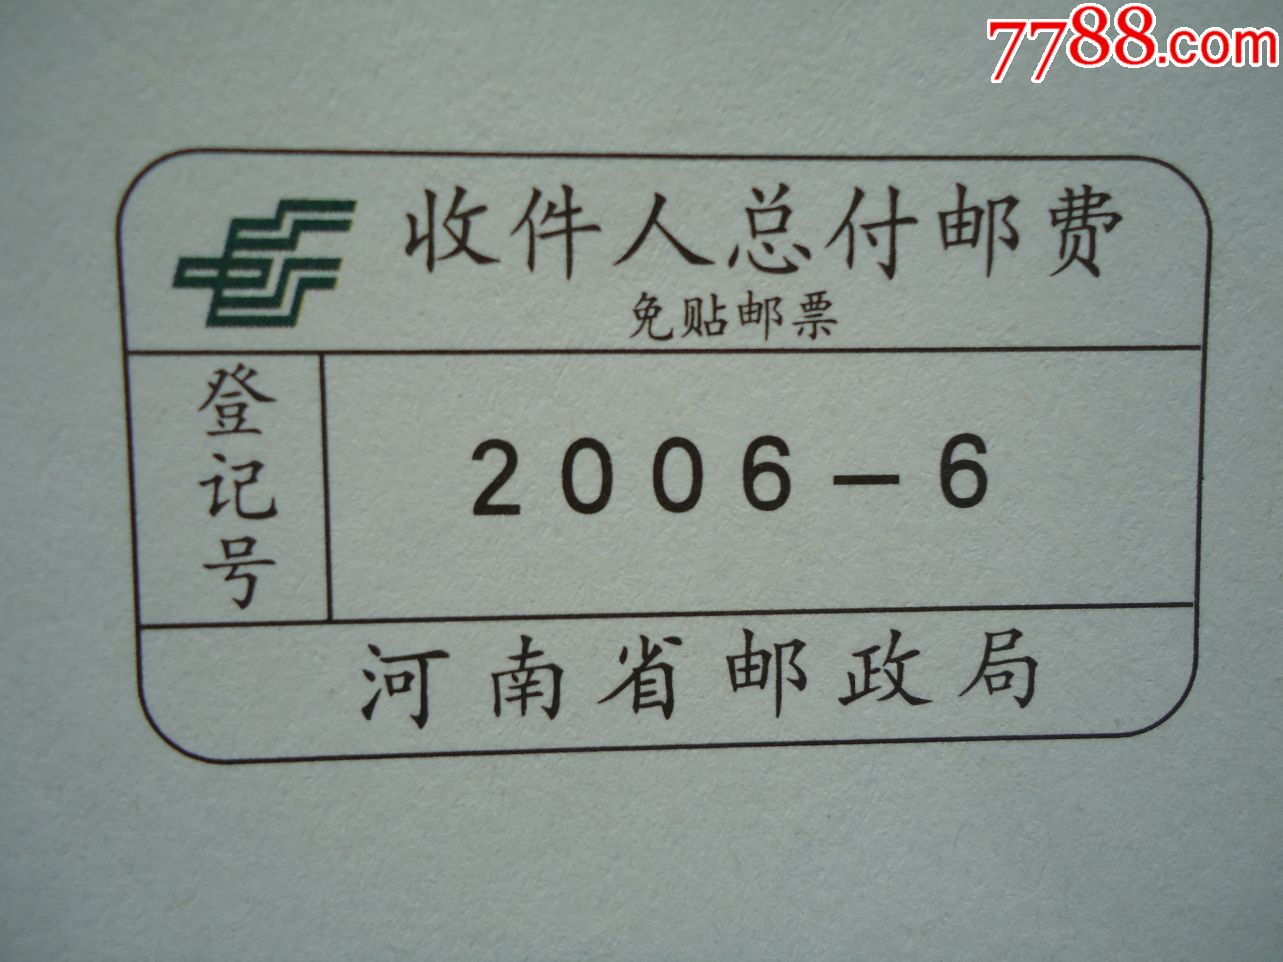 7788.com
收件人总付邮费
免贴邮票
登记号
2006-6
河南省邮政局